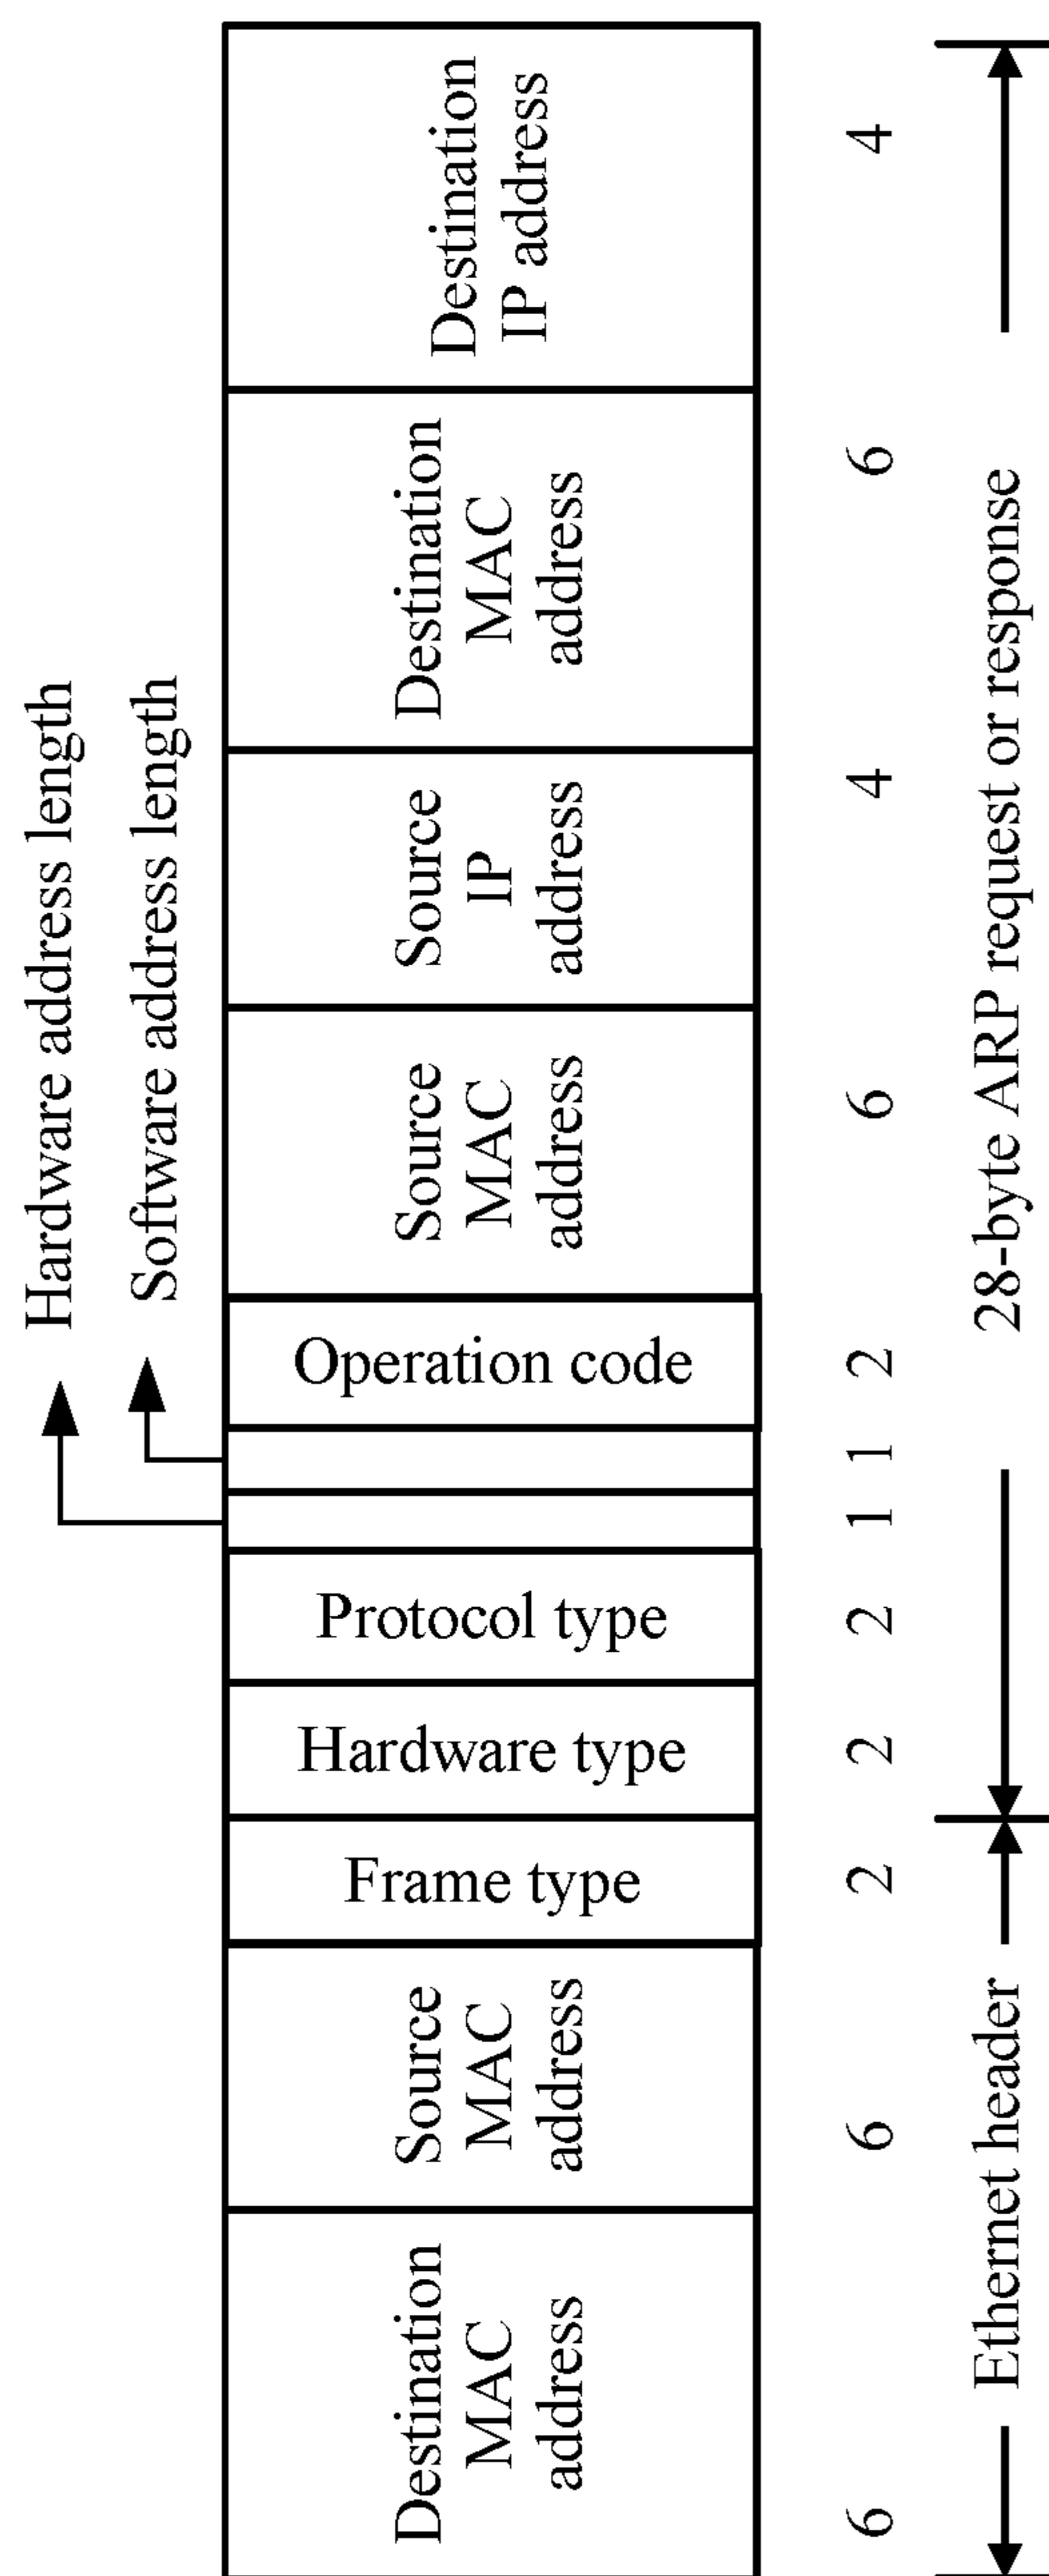 Hardware address length
Software address length
Destination
MAC
address
Source
MAC
address
Frame type
Hardware type
Protocol type
Operation code
Source
MAC
address
Source
IP
address
Destination
MAC
address
Destination
IP address
6
6
2
2
2
1
1
2
6
4
6
4
Ethernet header
28-byte ARP request or response